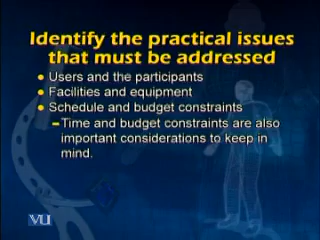 Identify the practical issues
that must be addressed
● Users and the participants
● Facilities and equipment
● Schedule and budget constraints
–Time and budget constraints are also
important considerations to keep in
mind.
VU